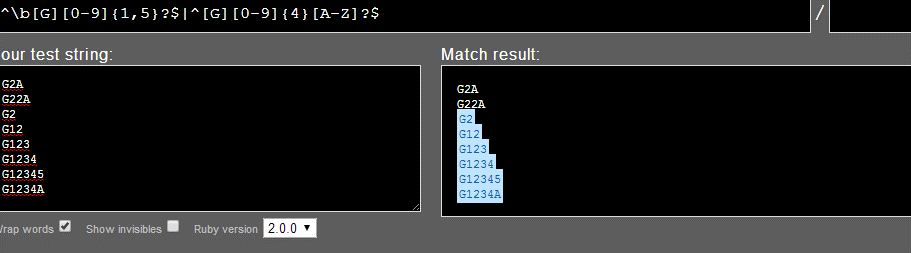 ^\b[G][0-9]{1,5}?$|^[G][0-9]{4}[A-Z]?$ /
our test string:
G2A
G22A
G2
G12
G123
G1234
G12345
G1234A
Match result:
G2A
G22A
G2
G12
G123
G1234
G12345
G1234A
Wrap words Show invisibles Ruby version 2.0.0